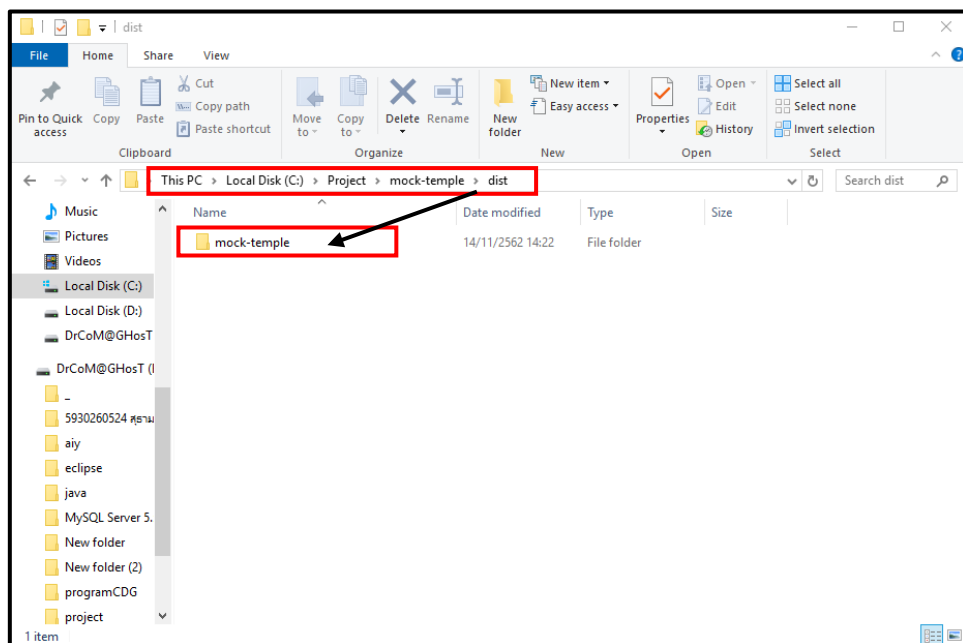 dist
File Home Share View
Pin to Quick access
Copy
Paste
Cut
Copy path
Paste shortcut
Clipboard
Move to
Copy to
Delete
Rename
Organize
New folder
New item
Easy access
New
Properties
Open
Edit
History
Open
Select all
Select none
Invert selection
Select
This PC > Local Disk (C:) > Project > mock-temple > dist
Search dist
Name Date modified Type Size
mock-temple 14/11/2562 14:22 File folder
Music
Pictures
Videos
Local Disk (C:)
Local Disk (D:)
DrCoM@GHosT
DrCoM@GHosT (
_
5930260524 สุธาม
aiy
eclipse
java
MySQL Server 5.
New folder
New folder (2)
programCDG
project
1 item